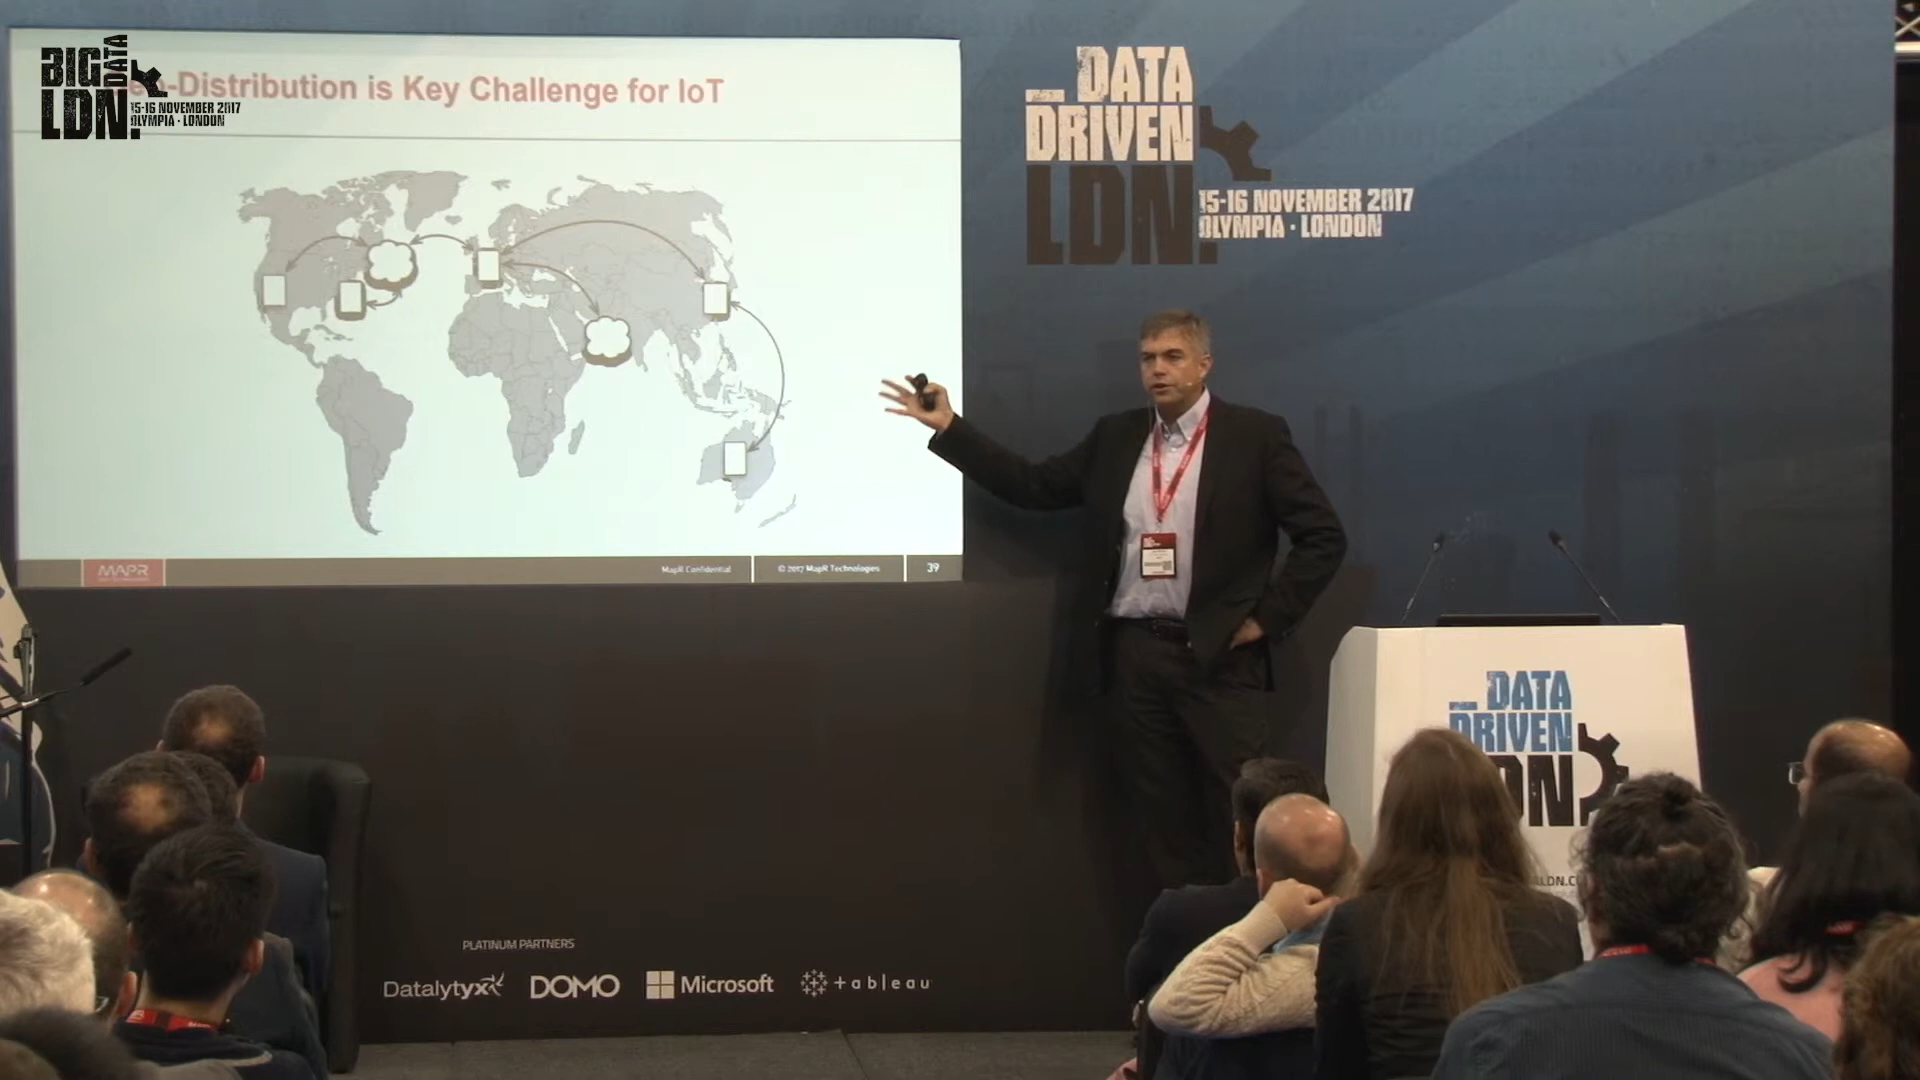 BIG
DATA
LDN.
15-16 NOVEMBER 2017
OLYMPIA · LONDON
-Distribution is Key Challenge for IoT
MAPR
MapR Confidential
© 2017 MapR Technologies
39
DATA
DRIVEN
LDN.
15-16 NOVEMBER 2017
OLYMPIA · LONDON
DATA
DRIVEN
LDN
PLATINUM PARTNERS
Datalytyx
DOMO
Microsoft
+ a b l e a u